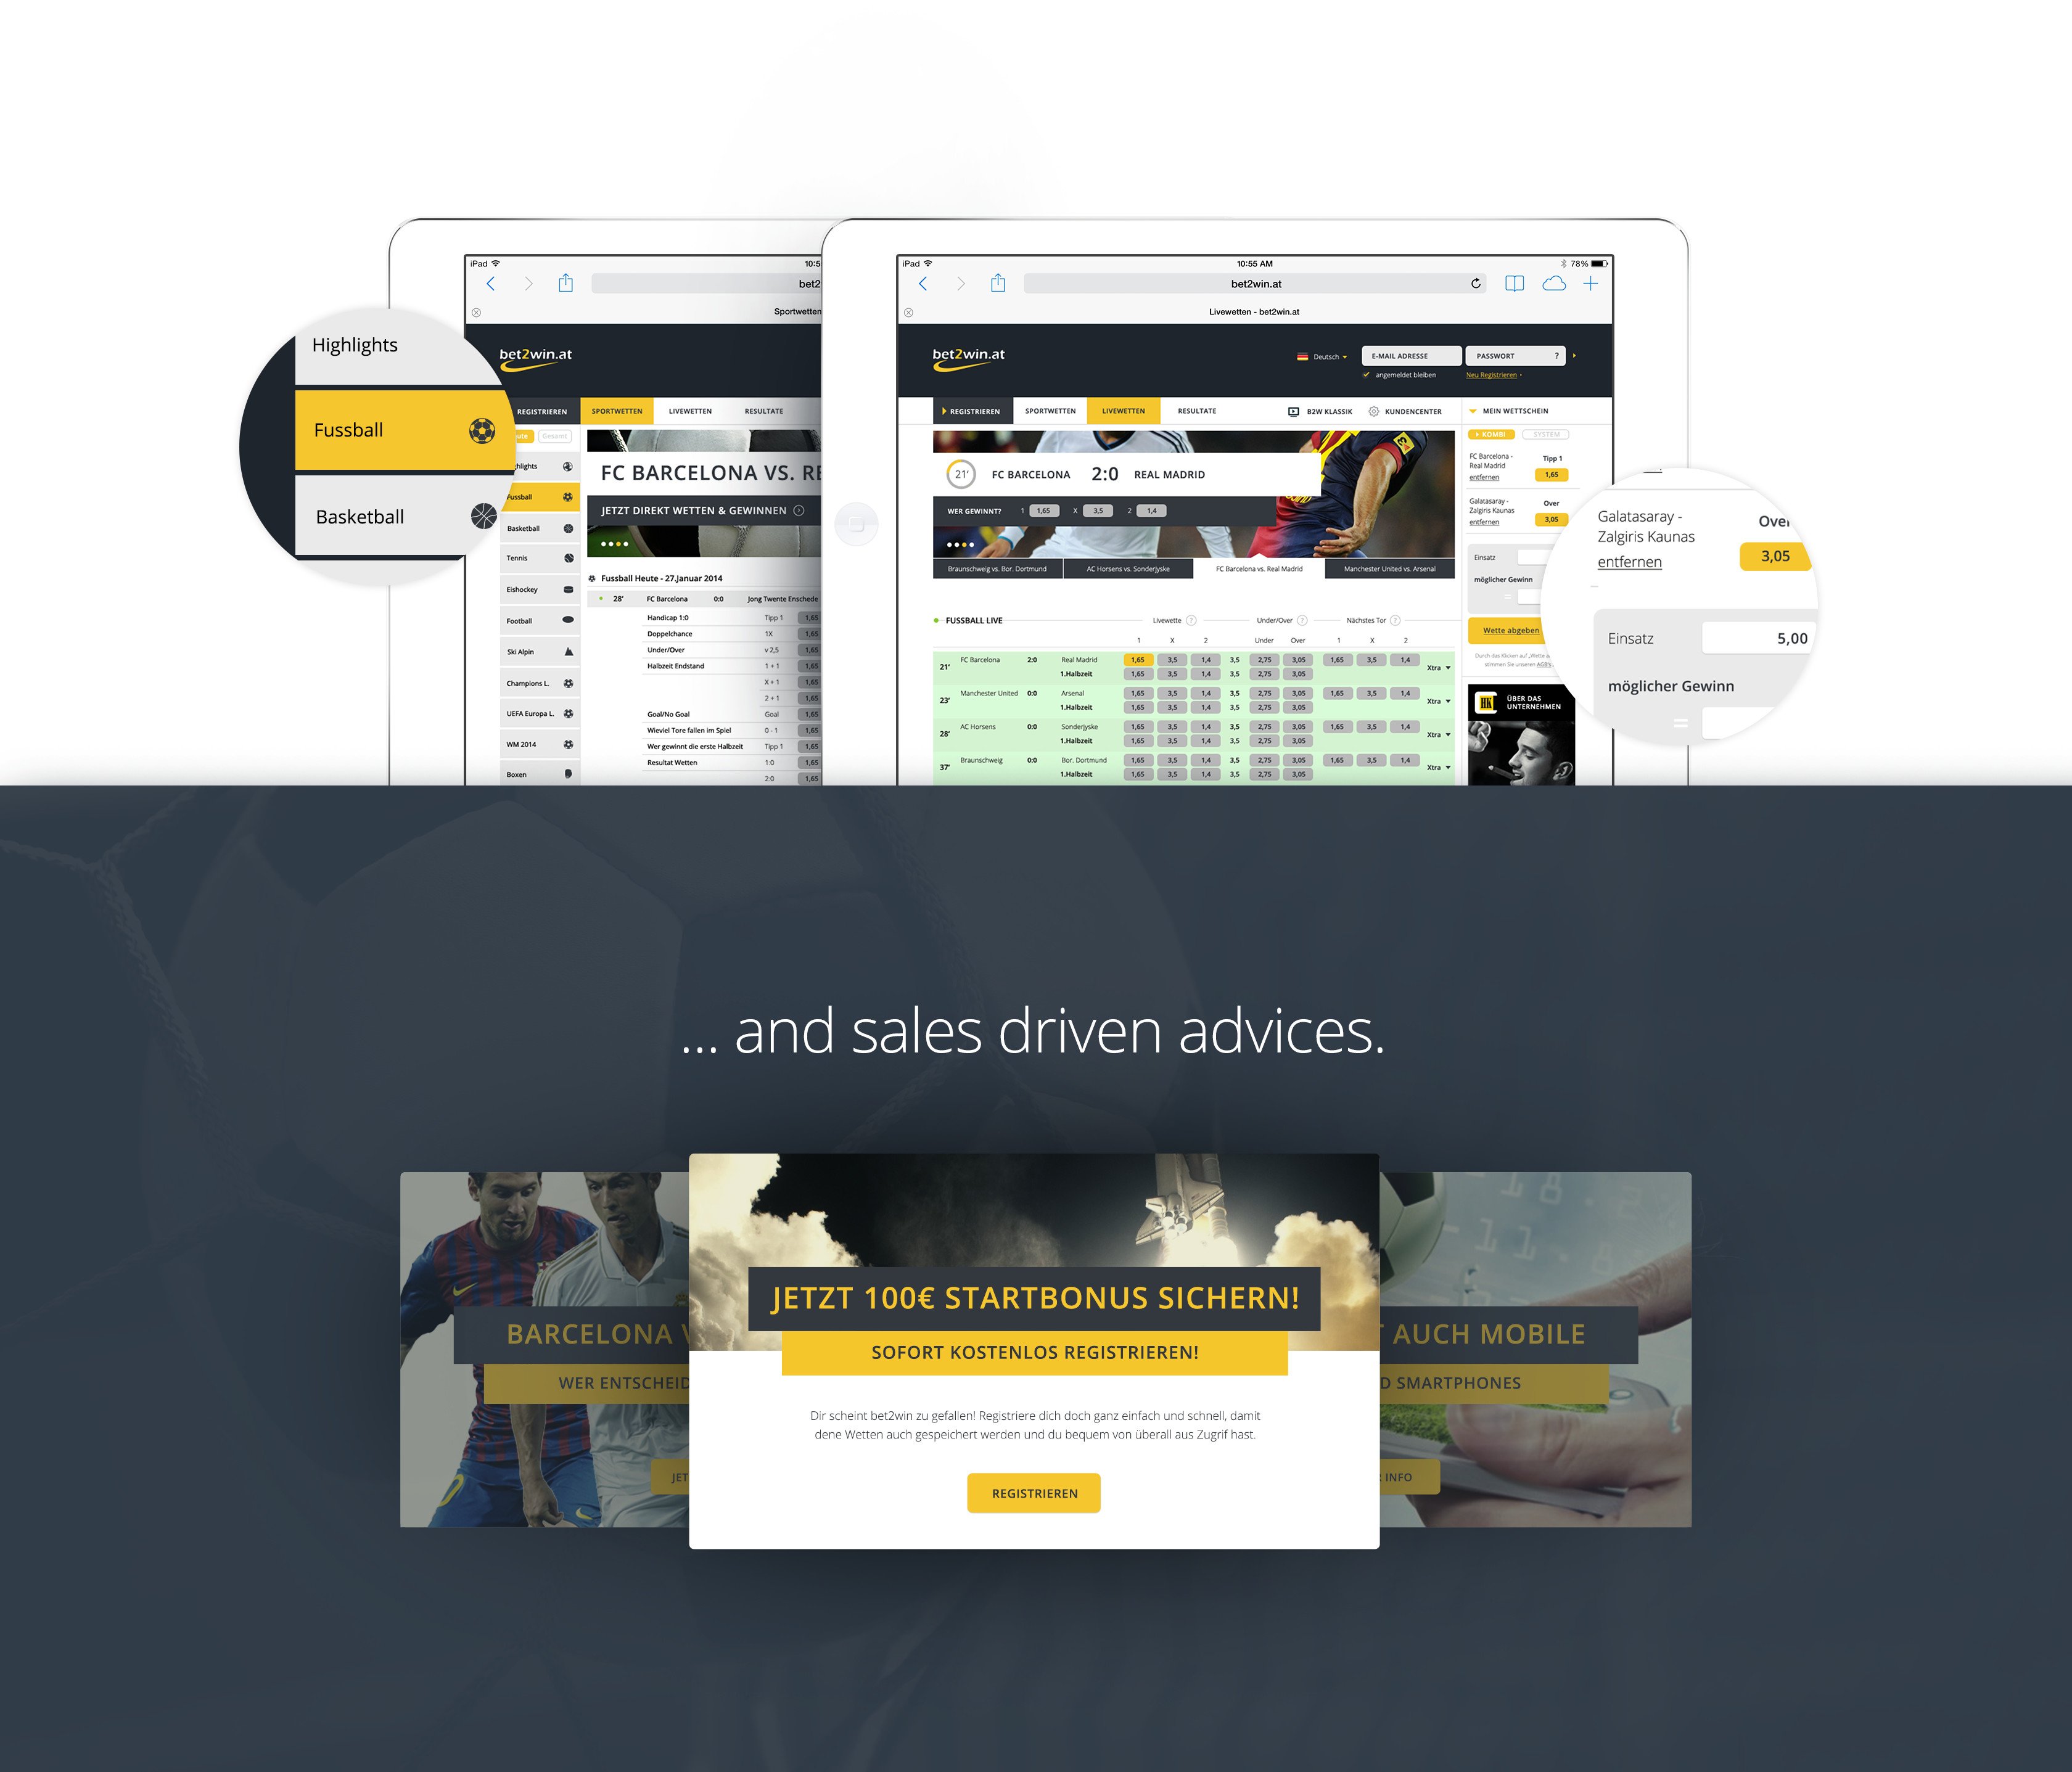 iPad
10:5
bet2
Sportwetten
Highlights
Fussball
Basketball
bet2win.at
REGISTRIEREN
SPORTWETTEN
LIVEWETTEN
RESULTATE
Gesamt
FC BARCELONA VS. RE
JETZT DIREKT WETTEN & GEWINNEN
Fussball
Basketball
Tennis
Eishockey
Football
Ski Alpin
Champions L.
UEFA Europa L.
WM 2014
Boxen
Fussball Heute - 27.Januar 2014
28' FC Barcelona 0:0 Jong Twente Enschede
Handicap 1:0 Tipp 1 1,65
Doppelchance 1X 1,65
Under/Over v 2,5 1,65
Halbzeit Endstand 1 + 1 1,65
X + 1 1,65
2 + 1 1,65
Goal/No Goal Goal 1,65
Wieviel Tore fallen im Spiel 0 - 1 1,65
Wer gewinnt die erste Halbzeit Tipp 1 1,65
Resultat Wetten 1:0 1,65
2:0 1,65
iPad
10:55 AM
78%
bet2win.at
Livewetten - bet2win.at
bet2win.at
Deutsch
E-MAIL ADRESSE
PASSWORT ?
angemeldet bleiben
Neu Registrieren
REGISTRIEREN
SPORTWETTEN
LIVEWETTEN
RESULTATE
B2W KLASSIK
KUNDENCENTER
MEIN WETTSCHEIN
21' FC BARCELONA 2:0 REAL MADRID
WER GEWINNT? 1 1,65 X 3,5 2 1,4
Braunschweig vs. Bor. Dortmund
AC Horsens vs. Sonderjyske
FC Barcelona vs. Real Madrid
Manchester United vs. Arsenal
KOMBI
SYSTEM
FC Barcelona - Tipp 1
Real Madrid
entfernen 1,65
Galatasaray - Over
Zalgiris Kaunas
entfernen 3,05
Einsatz
möglicher Gewinn
=
Wette abgeben
ÜBER DAS
UNTERNEHMEN
FUSSBALL LIVE Livewette ? Under/Over ? Nächstes Tor ?
1 X 2 Under Over 1 X 2
21' FC Barcelona 2:0 Real Madrid 1,65 3,5 1,4 3,5 2,75 3,05 1,65 3,5 1,4 Xtra
1.Halbzeit 1,65 3,5 1,4 3,5 2,75 3,05
23' Manchester United 0:0 Arsenal 1,65 3,5 1,4 3,5 2,75 3,05 1,65 3,5 1,4 Xtra
1.Halbzeit 1,65 3,5 1,4 3,5 2,75 3,05
28' AC Horsens 0:0 Sonderjyske 1,65 3,5 1,4 3,5 2,75 3,05 1,65 3,5 1,4 Xtra
1.Halbzeit 1,65 3,5 1,4 3,5 2,75 3,05
37' Braunschweig 0:0 Bor. Dortmund 1,65 3,5 1,4 3,5 2,75 3,05 1,65 3,5 1,4 Xtra
1.Halbzeit 1,65 3,5 1,4 3,5 2,75 3,05
Galatasaray -
Zalgiris Kaunas
entfernen
Over
3,05
Einsatz 5,00
möglicher Gewinn
=
... and sales driven advices.
BARCELONA V
WER ENTSCHEID
JET
JETZT 100€ STARTBONUS SICHERN!
SOFORT KOSTENLOS REGISTRIEREN!
Dir scheint bet2win zu gefallen! Registriere dich doch ganz einfach und schnell, damit
dene Wetten auch gespeichert werden und du bequem von überall aus Zugrif hast.
REGISTRIEREN
AUCH MOBILE
D SMARTPHONES
INFO